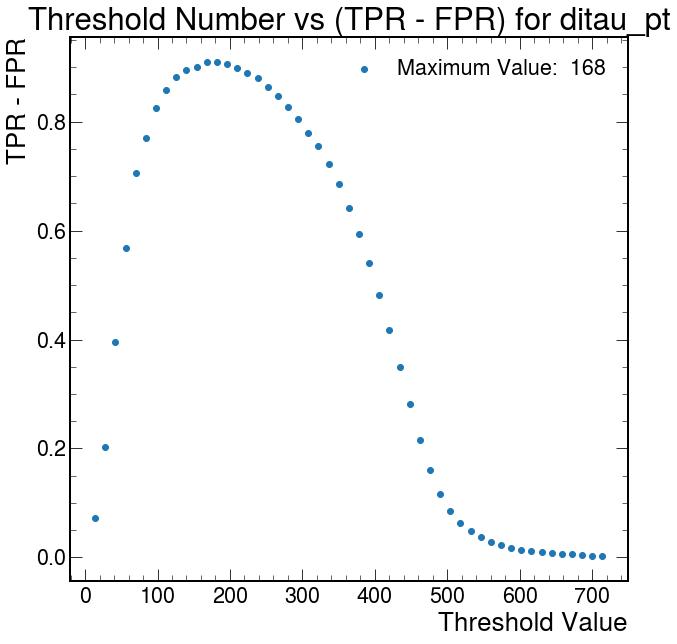 Threshold Number vs (TPR - FPR) for ditau_pt
TPR - FPR
Maximum Value:  168
0.8
0.6
0.4
0.2
0.0
0 100 200 300 400 500 600 700
Threshold Value